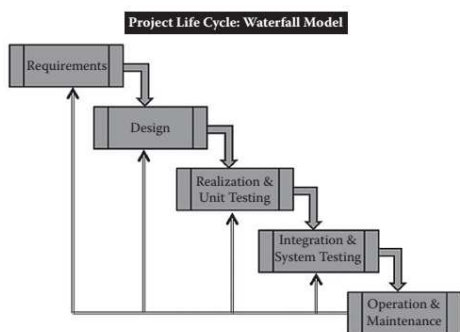 Project Life Cycle: Waterfall Model
Requirements
Design
Realization &
Unit Testing
Integration &
System Testing
Operation &
Maintenance